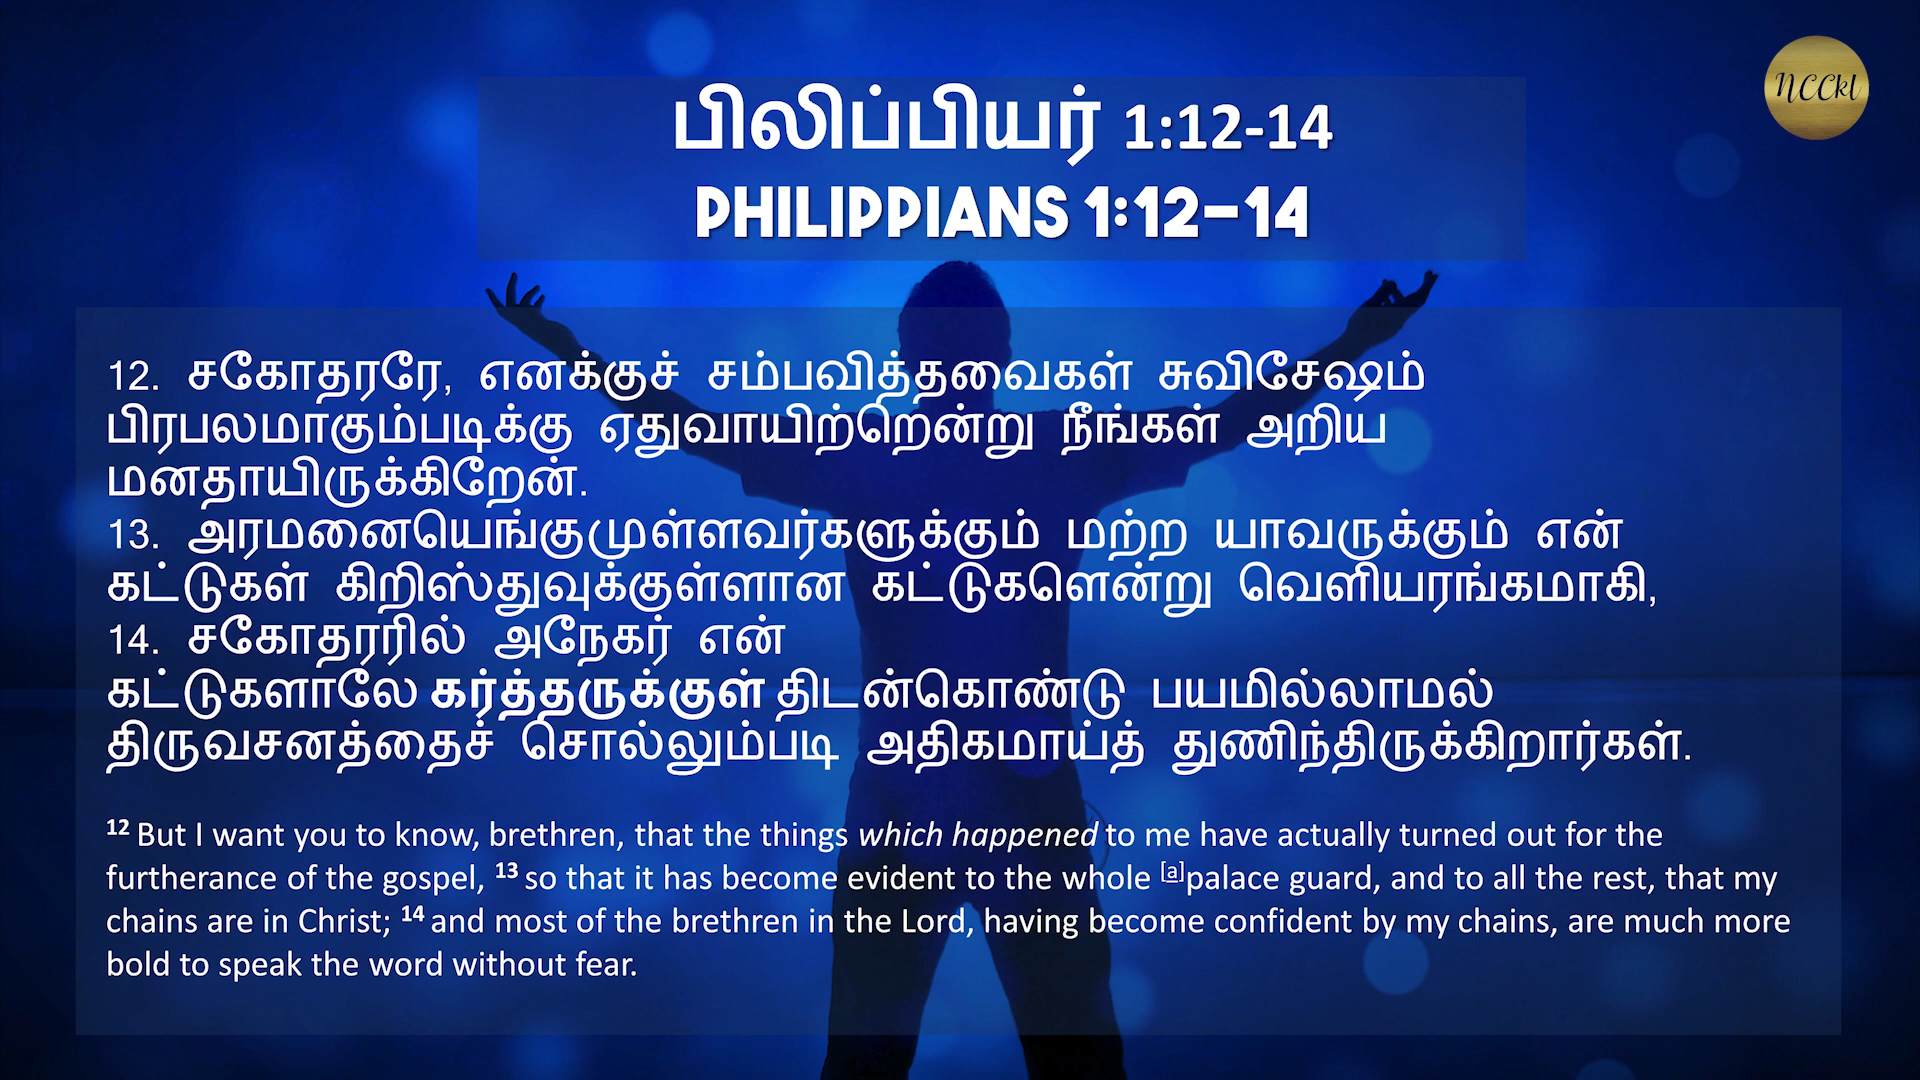 பிலிப்பியர் 1:12-14
NCCkl
PHILIPPIANS 1:12-14
12. சகோதரரே, எனக்குச் சம்பவித்தவைகள் சுவிசேஷம்
பிரபலமாகும்படிக்கு ஏதுவாயிற்றென்று நீங்கள் அறிய
மனதாயிருக்கிறேன்.
13. அரமனையெங்குமுள்ளவர்களுக்கும் மற்ற யாவருக்கும் என்
கட்டுகள் கிறிஸ்துவுக்குள்ளான கட்டுகளென்று வெளியரங்கமாகி,
14. சகோதரரில் அநேகர் என்
கட்டுகளாலே கர்த்தருக்குள் திடன்கொண்டு பயமில்லாமல்
திருவசனத்தைச் சொல்லும்படி அதிகமாய்த் துணிந்திருக்கிறார்கள்.
12 But I want you to know, brethren, that the things which happened to me have actually turned out for the
furtherance of the gospel, 13 so that it has become evident to the whole [a]palace guard, and to all the rest, that my
chains are in Christ; 14 and most of the brethren in the Lord, having become confident by my chains, are much more
bold to speak the word without fear.